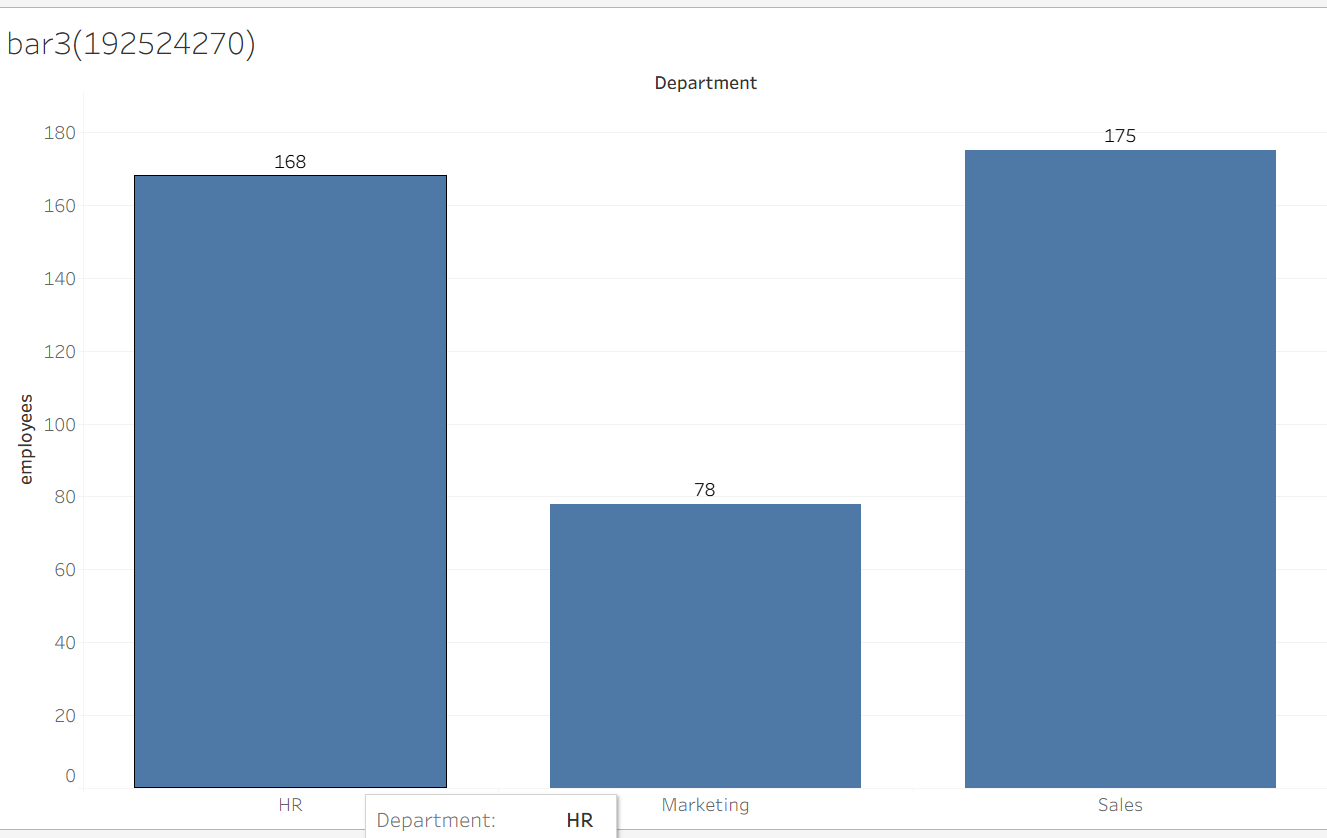 bar3(192524270)
Department
180
160
140
120
100
80
60
40
20
0
employees
168
78
175
HR
Marketing
Sales
Department: HR